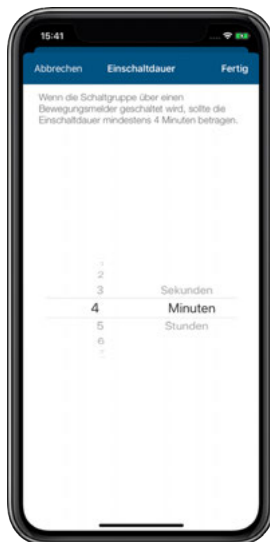 15:41
Abbrechen Einschaltdauer Fertig
Wenn die Schaltgruppe über einen
Bewegungsmelder geschaltet wird, sollte die
Einschaltdauer mindestens 4 Minuten betragen.
2
3 Sekunden
4 Minuten
5 Stunden
6